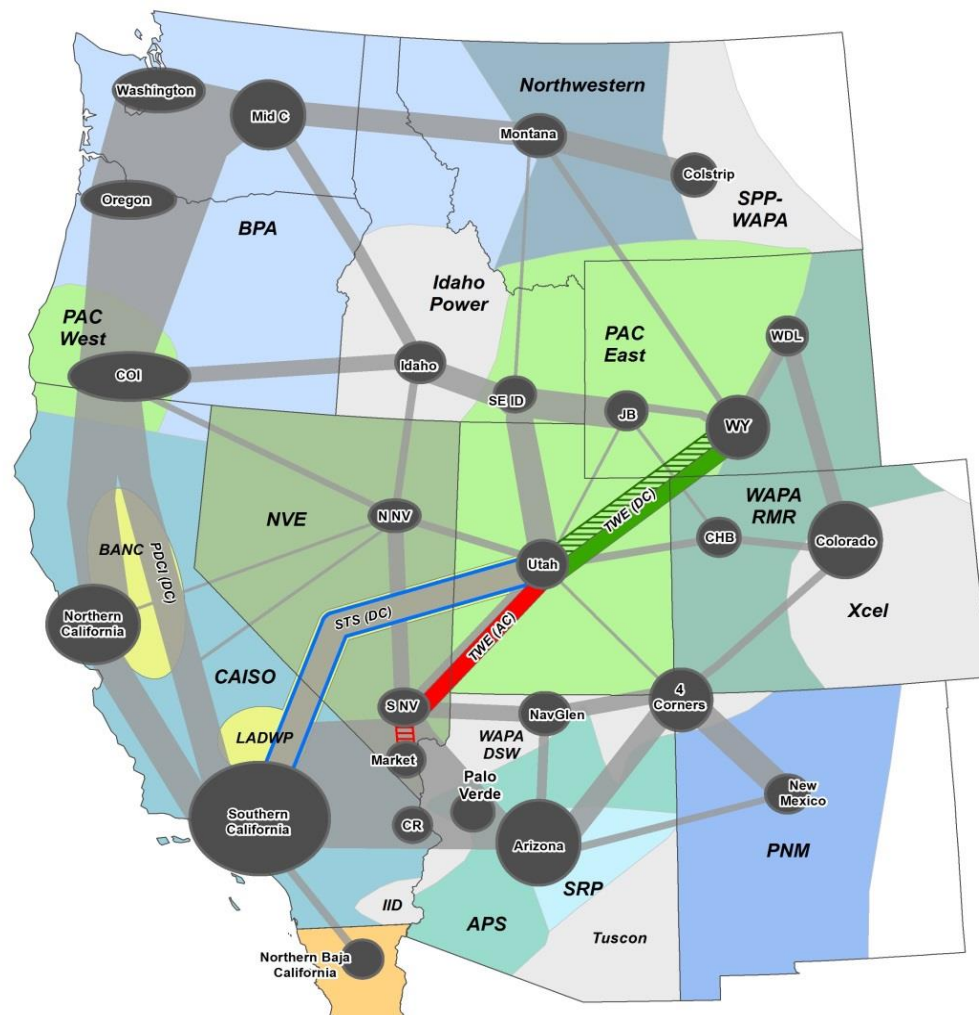 Washington
Mid C
Northwestern
Montana
Colstrip
Oregon
SPP-
WAPA
BPA
Idaho
Power
PAC
West
PAC
East
WDL
COI
Idaho
SE ID
JB
WY
TWE (DC)
NVE
N NV
WAPA
RMR
CHB
Colorado
BANC
PDCI (DC)
Utah
Northern
California
STS (DC)
TWE (AC)
Xcel
CAISO
S NV
NavGlen
4
Corners
LADWP
WAPA
DSW
Market
Palo
Verde
New
Mexico
Southern
California
CR
Arizona
PNM
SRP
IID
APS
Tuscon
Northern Baja
California